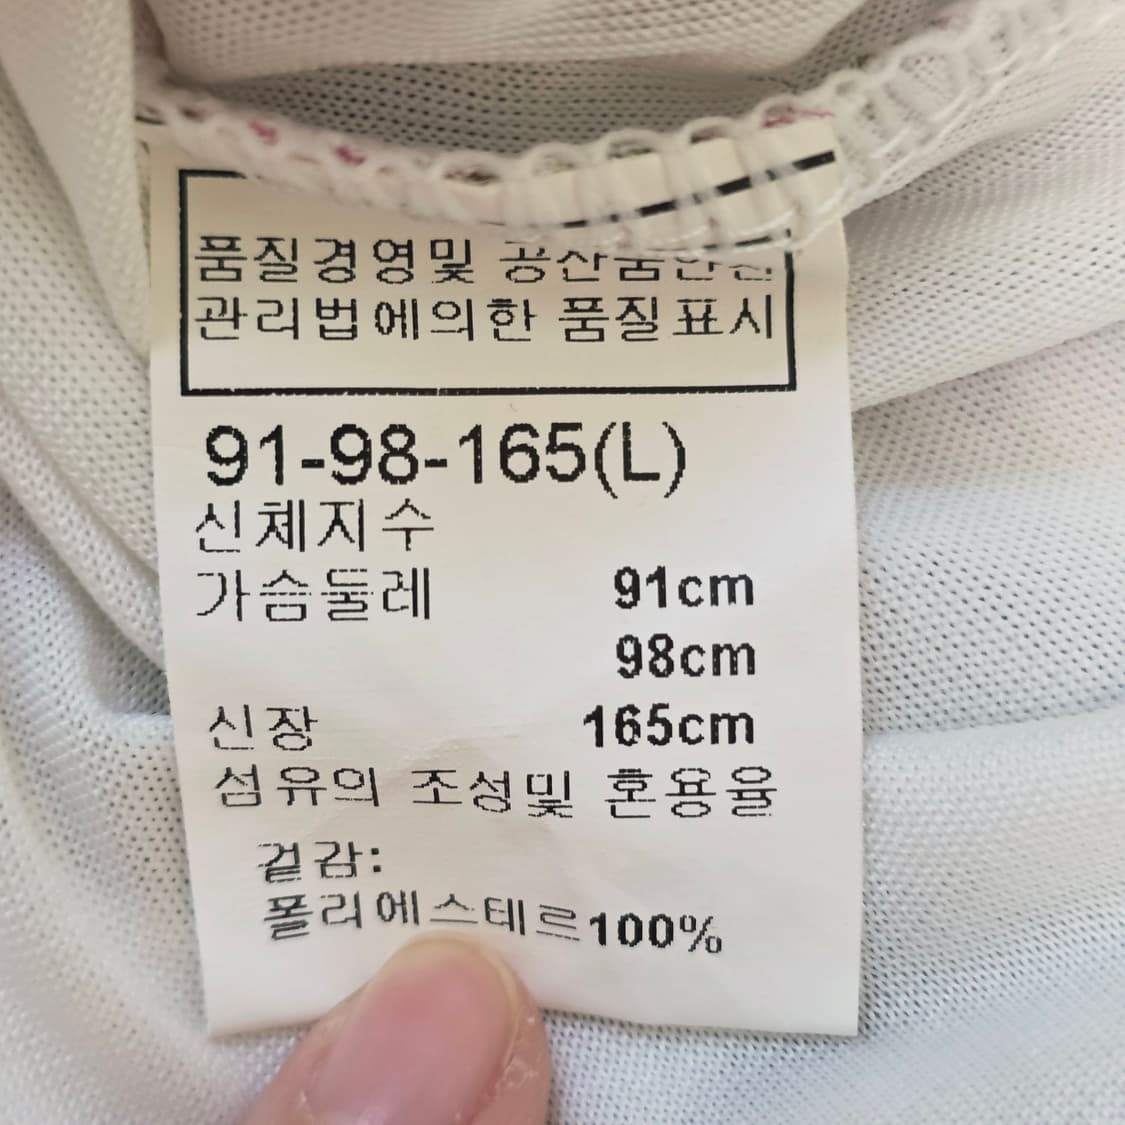 품질경영및 공산품안전
관리법에의한 품질표시
91-98-165(L)
신체지수
가슴둘레 91cm
98cm
신장 165cm
섬유의 조성및 혼용율
겉감:
폴리에스테르100%